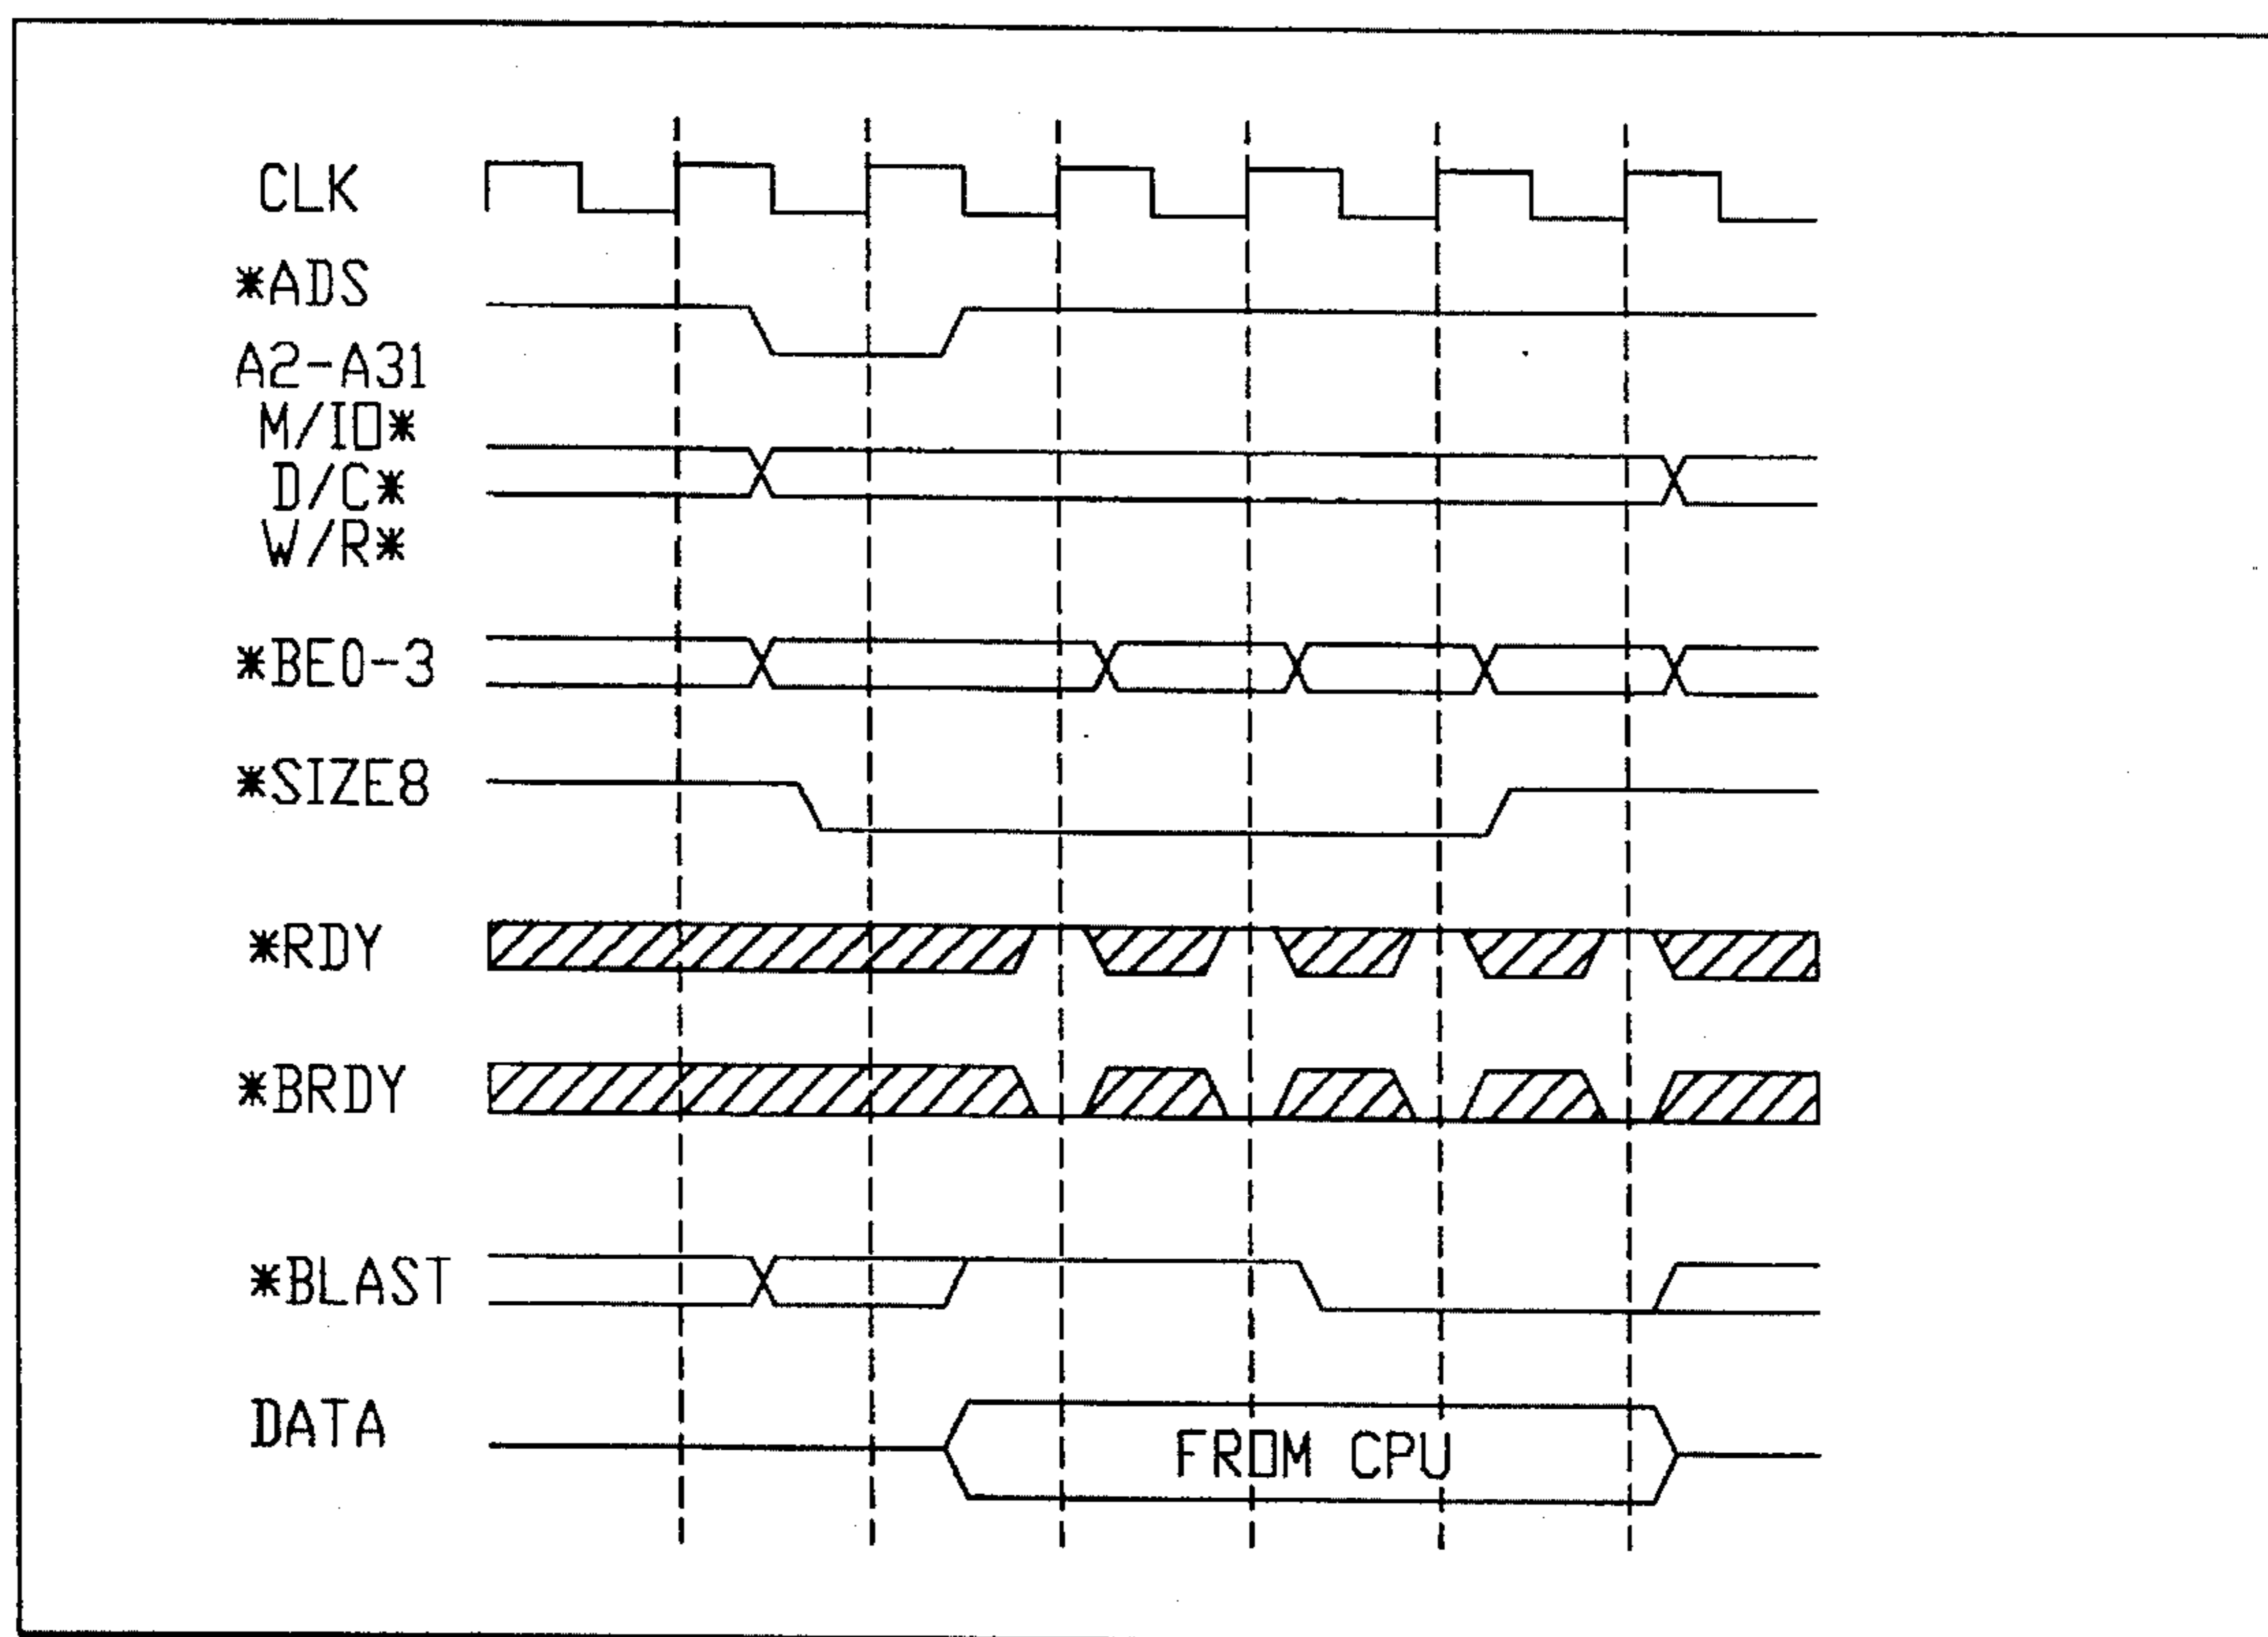 CLK
*ADS
A2-A31
M/IO*
D/C*
W/R*
*BE0-3
*SIZE8
*RDY
*BRDY
*BLAST
DATA
FROM CPU